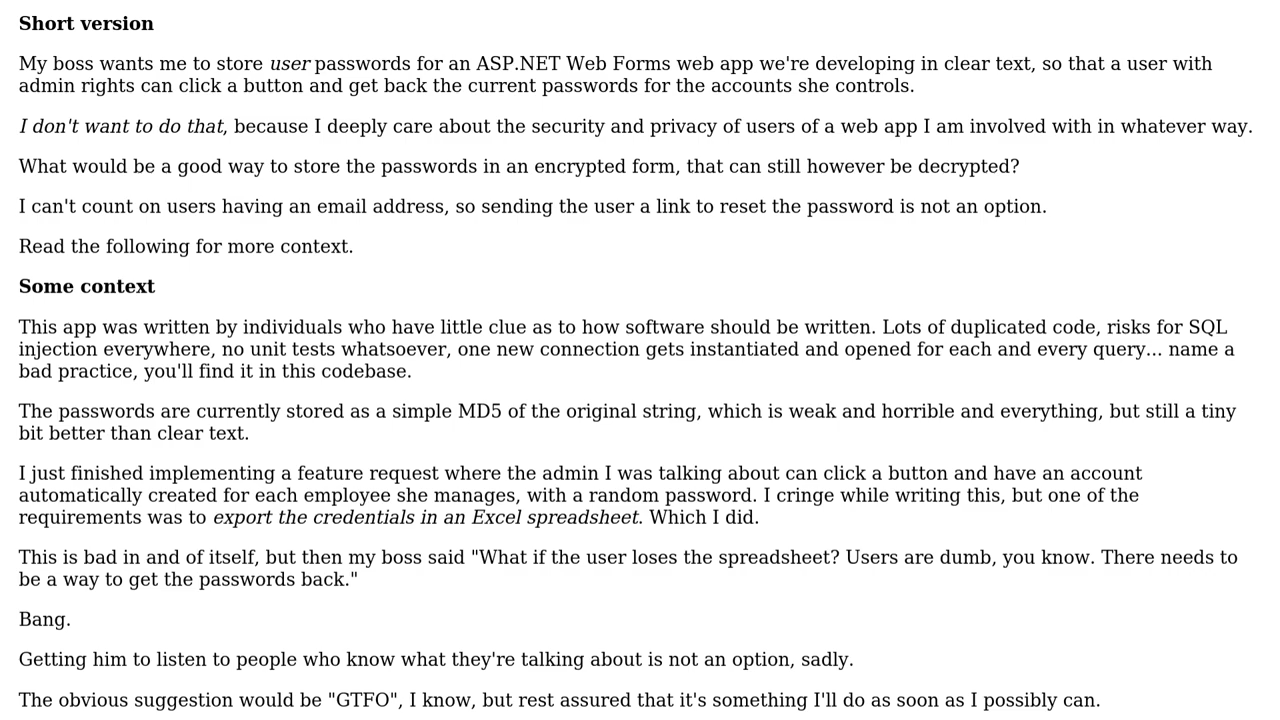 Short version
My boss wants me to store user passwords for an ASP.NET Web Forms web app we're developing in clear text, so that a user with
admin rights can click a button and get back the current passwords for the accounts she controls.
I don't want to do that, because I deeply care about the security and privacy of users of a web app I am involved with in whatever way.
What would be a good way to store the passwords in an encrypted form, that can still however be decrypted?
I can't count on users having an email address, so sending the user a link to reset the password is not an option.
Read the following for more context.
Some context
This app was written by individuals who have little clue as to how software should be written. Lots of duplicated code, risks for SQL
injection everywhere, no unit tests whatsoever, one new connection gets instantiated and opened for each and every query... name a
bad practice, you'll find it in this codebase.
The passwords are currently stored as a simple MD5 of the original string, which is weak and horrible and everything, but still a tiny
bit better than clear text.
I just finished implementing a feature request where the admin I was talking about can click a button and have an account
automatically created for each employee she manages, with a random password. I cringe while writing this, but one of the
requirements was to export the credentials in an Excel spreadsheet. Which I did.
This is bad in and of itself, but then my boss said "What if the user loses the spreadsheet? Users are dumb, you know. There needs to
be a way to get the passwords back."
Bang.
Getting him to listen to people who know what they're talking about is not an option, sadly.
The obvious suggestion would be "GTFO", I know, but rest assured that it's something I'll do as soon as I possibly can.